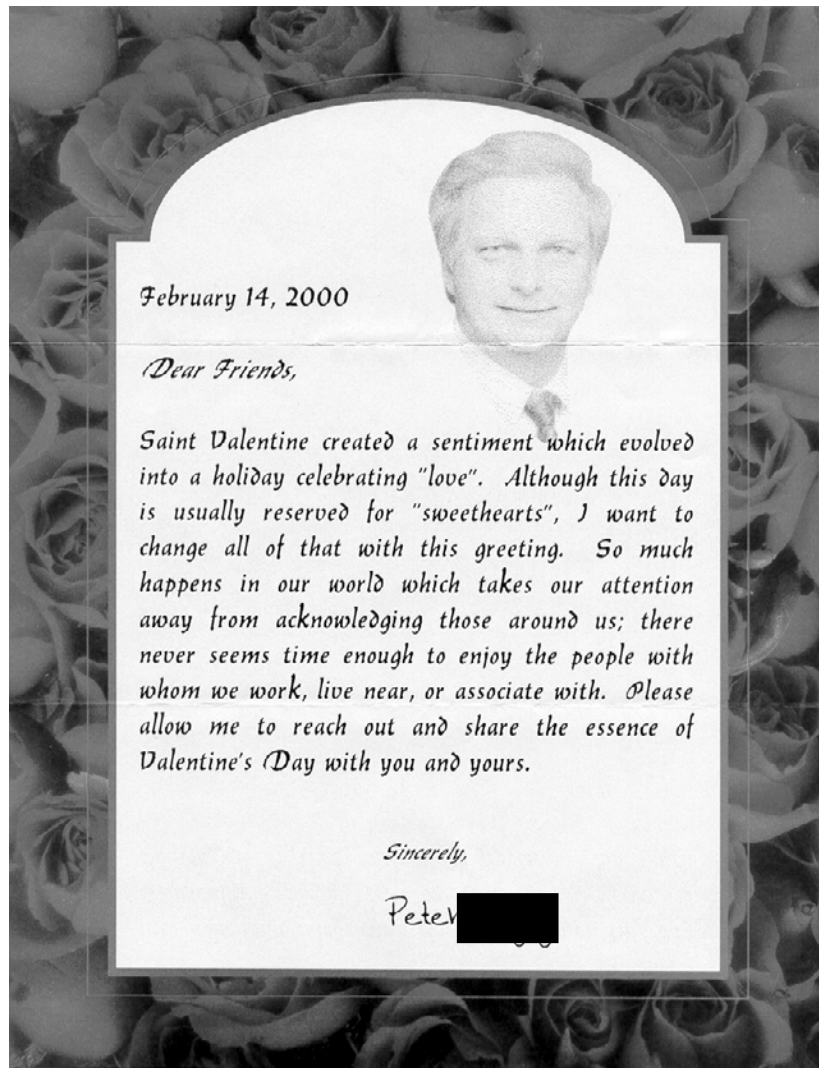 February 14, 2000
Dear Friends,
Saint Valentine created a sentiment which evolved
into a holiday celebrating "love". Although this day
is usually reserved for "sweethearts", I want to
change all of that with this greeting. So much
happens in our world which takes our attention
away from acknowledging those around us; there
never seems time enough to enjoy the people with
whom we work, live near, or associate with. Please
allow me to reach out and share the essence of
Valentine's Day with you and yours.
Sincerely,
Peter